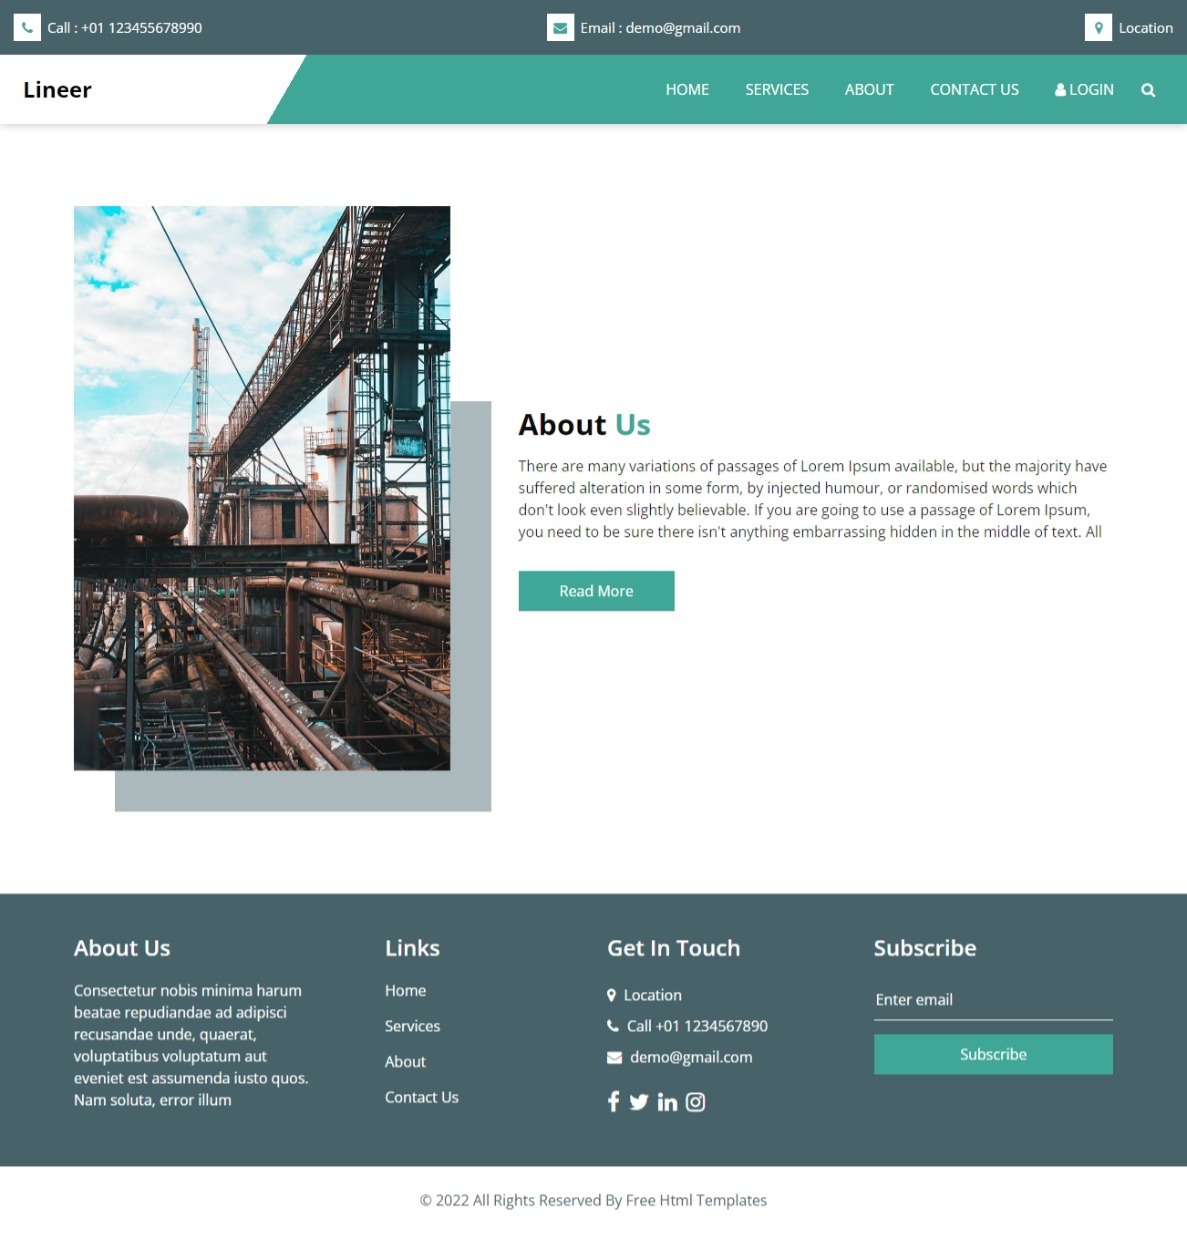 Call : +01 123455678990
Email : demo@gmail.com
Location
Lineer
HOME
SERVICES
ABOUT
CONTACT US
LOGIN
About Us
There are many variations of passages of Lorem Ipsum available, but the majority have
suffered alteration in some form, by injected humour, or randomised words which
don't look even slightly believable. If you are going to use a passage of Lorem Ipsum,
you need to be sure there isn't anything embarrassing hidden in the middle of text. All
Read More
About Us
Consectetur nobis minima harum
beatae repudiandae ad adipisci
recusandae unde, quaerat,
voluptatibus voluptatum aut
eveniet est assumenda iusto quos.
Nam soluta, error illum
Links
Home
Services
About
Contact Us
Get In Touch
Location
Call +01 1234567890
demo@gmail.com
Subscribe
Enter email
Subscribe
© 2022 All Rights Reserved By Free Html Templates